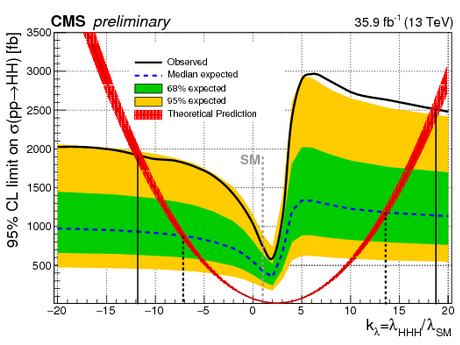 CMS preliminary
35.9 fb⁻¹ (13 TeV)
95% CL limit on σ(pp→HH) [fb]
3500
3000
2500
2000
1500
1000
500
Observed
Median expected
68% expected
95% expected
Theoretical Prediction
SM
−20 −15 −10 −5 0 5 10 15 20
k_λ=λ_HHH/λ_SM